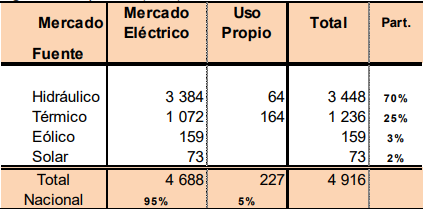 Mercado Mercado Uso Total Part.
Eléctrico Propio
Fuente
Hidráulico 3 384 64 3 448 70%
Térmico 1 072 164 1 236 25%
Eólico 159 159 3%
Solar 73 73 2%
Total 4 688 227 4 916
Nacional 95% 5%